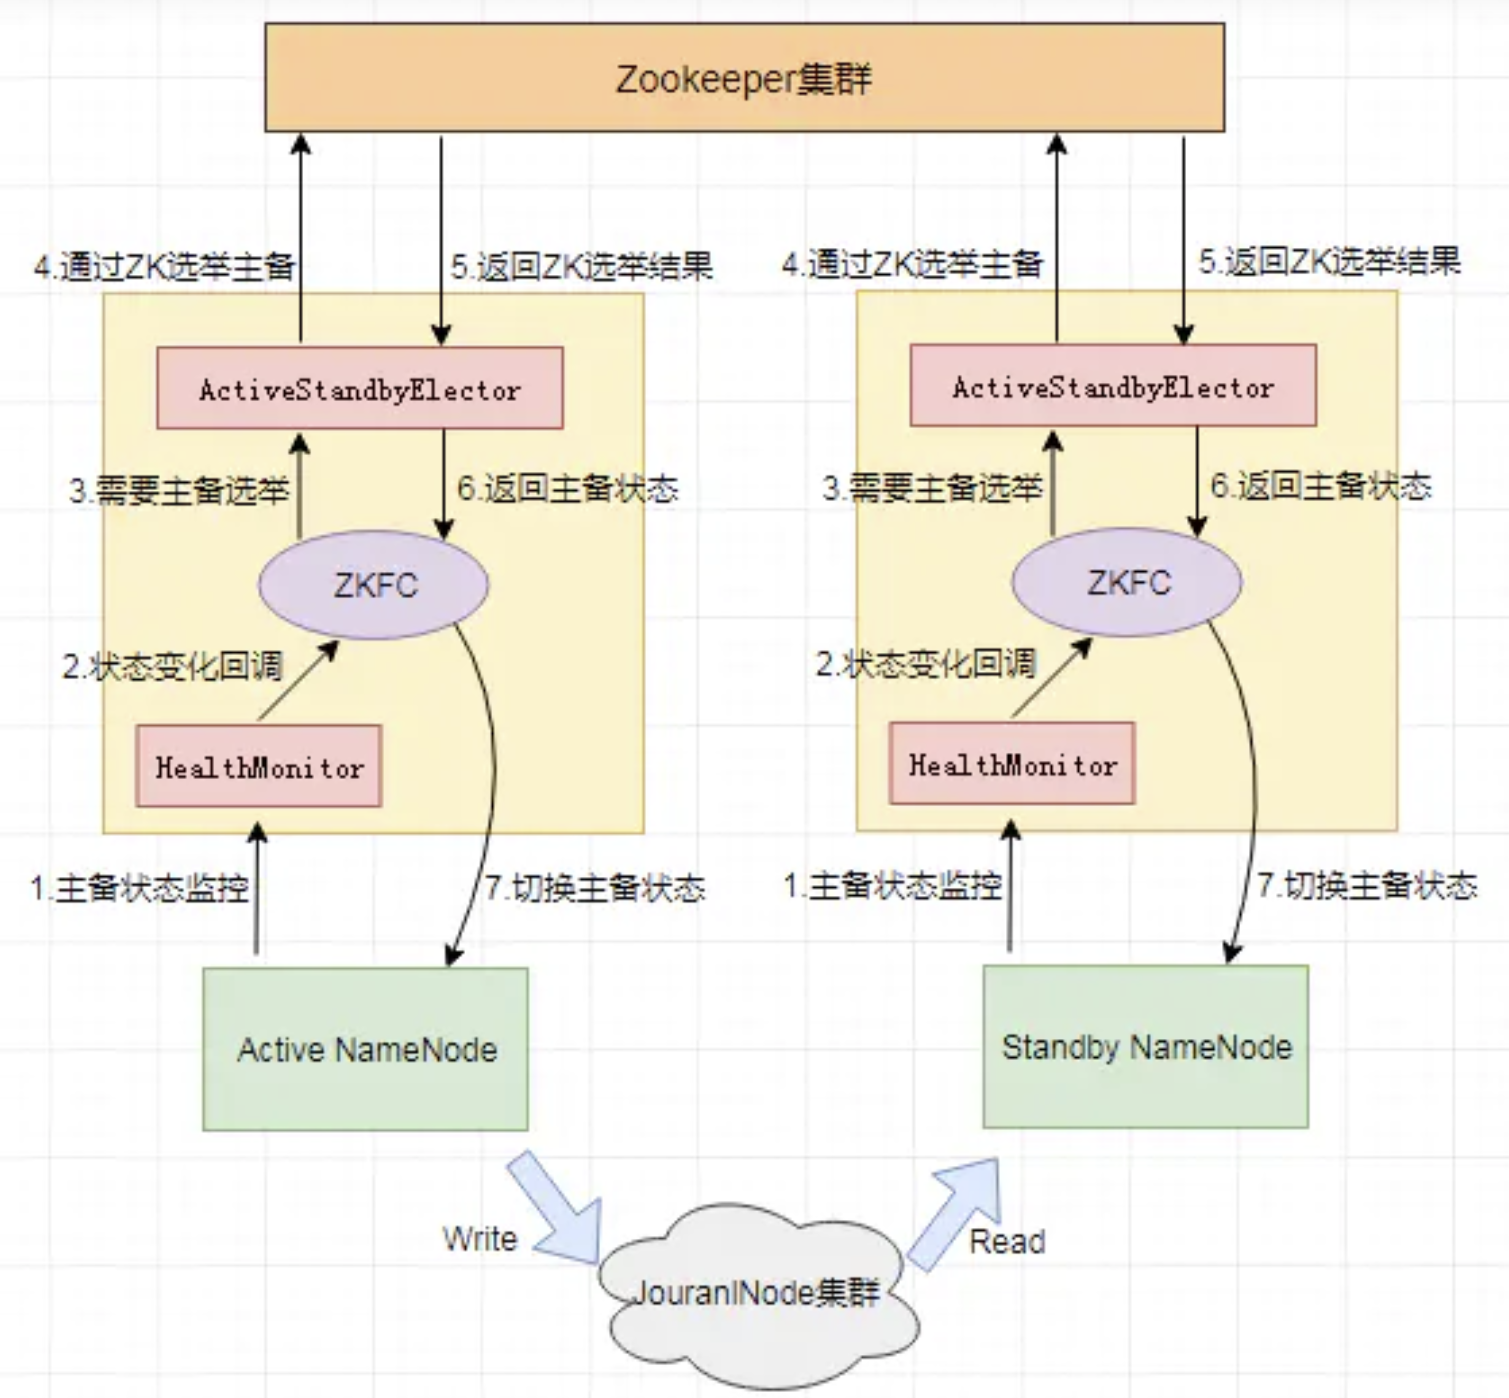 Zookeeper集群
4.通过ZK选举主备
5.返回ZK选举结果
4.通过ZK选举主备
5.返回ZK选举结果
ActiveStandbyElector
ActiveStandbyElector
3.需要主备选举
6.返回主备状态
3.需要主备选举
6.返回主备状态
ZKFC
ZKFC
2.状态变化回调
2.状态变化回调
HealthMonitor
HealthMonitor
1.主备状态监控
7.切换主备状态
1.主备状态监控
7.切换主备状态
Active NameNode
Standby NameNode
Write
Read
JouranlNode集群